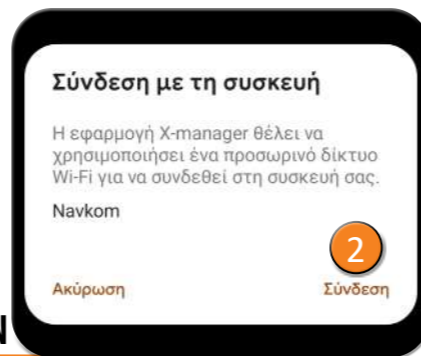 Σύνδεση με τη συσκευή
Η εφαρμογή X-manager θέλει να
χρησιμοποιήσει ένα προσωρινό δίκτυο
Wi-Fi για να συνδεθεί στη συσκευή σας.
Navkom
2
Ακύρωση Σύνδεση
N